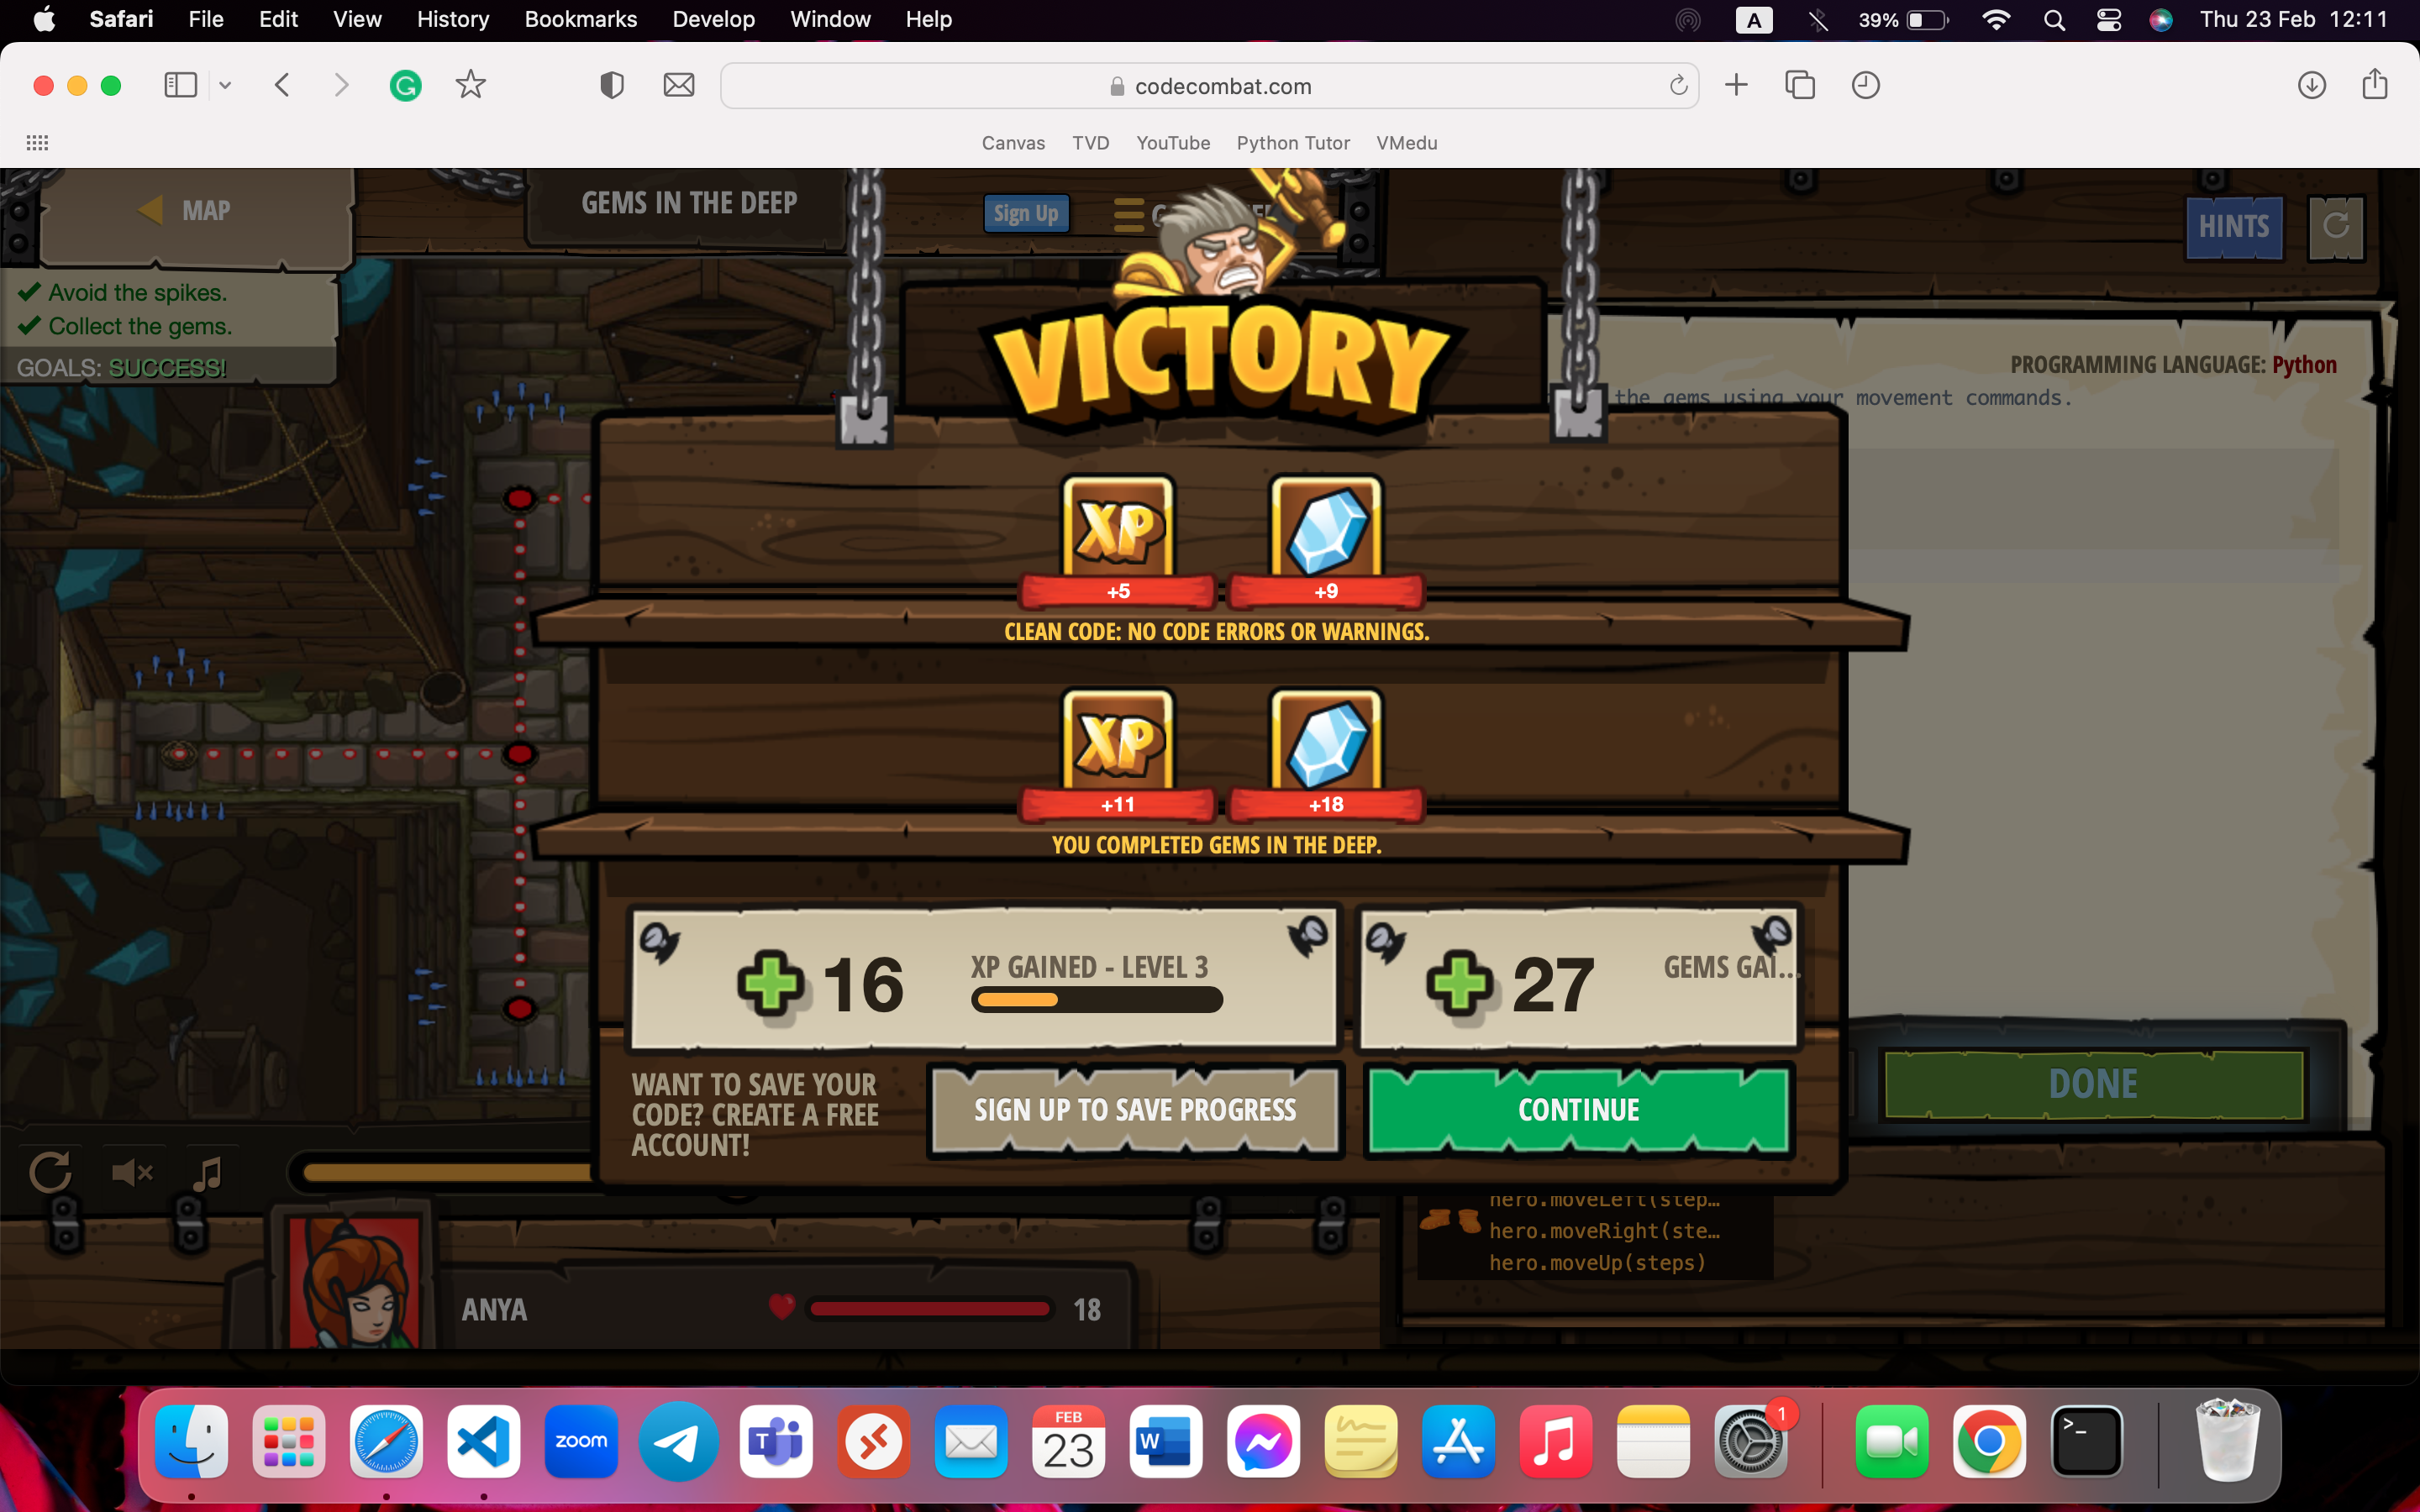 Safari File Edit View History Bookmarks Develop Window Help
A 39% Thu 23 Feb 12:11
codecombat.com
Canvas TVD YouTube Python Tutor VMedu
MAP
GEMS IN THE DEEP
Sign Up
HINTS
Avoid the spikes.
Collect the gems.
GOALS: SUCCESS!
VICTORY
PROGRAMMING LANGUAGE: Python
the gems using your movement commands.
XP
+5 +9
CLEAN CODE: NO CODE ERRORS OR WARNINGS.
XP
+11 +18
YOU COMPLETED GEMS IN THE DEEP.
16 XP GAINED - LEVEL 3
27 GEMS GAI...
WANT TO SAVE YOUR
CODE? CREATE A FREE
ACCOUNT!
SIGN UP TO SAVE PROGRESS
CONTINUE
DONE
hero.moveLeft(step...
hero.moveRight(ste...
hero.moveUp(steps)
ANYA 18
zoom
T
FEB
23
W
1
>_